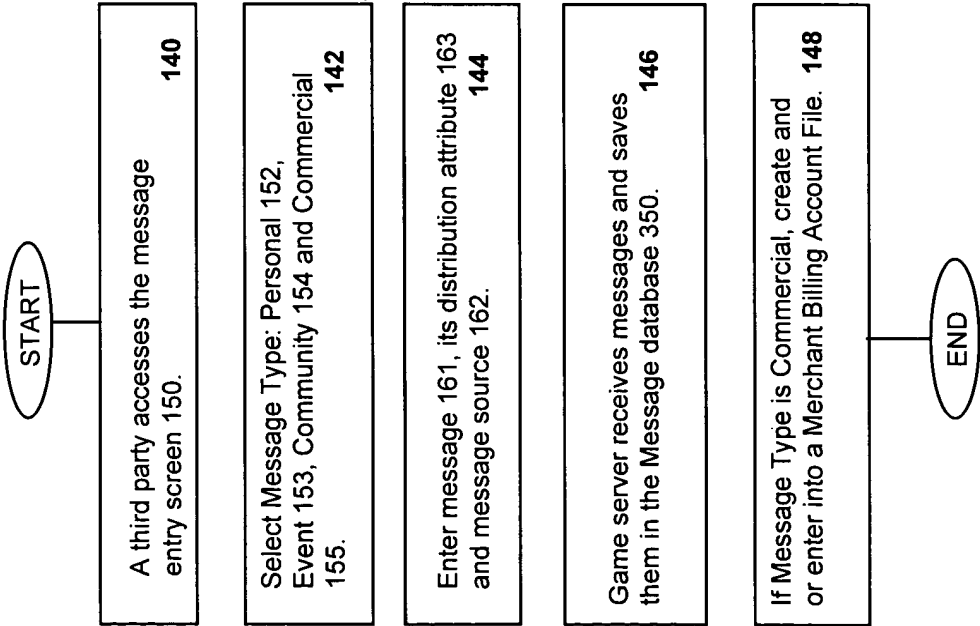 START
A third party accesses the message
entry screen 150.
140
Select Message Type: Personal 152,
Event 153, Community 154 and Commercial
155.
142
Enter message 161, its distribution attribute 163
and message source 162.
144
Game server receives messages and saves
them in the Message database 350.
146
If Message Type is Commercial, create and
or enter into a Merchant Billing Account File. 148
END